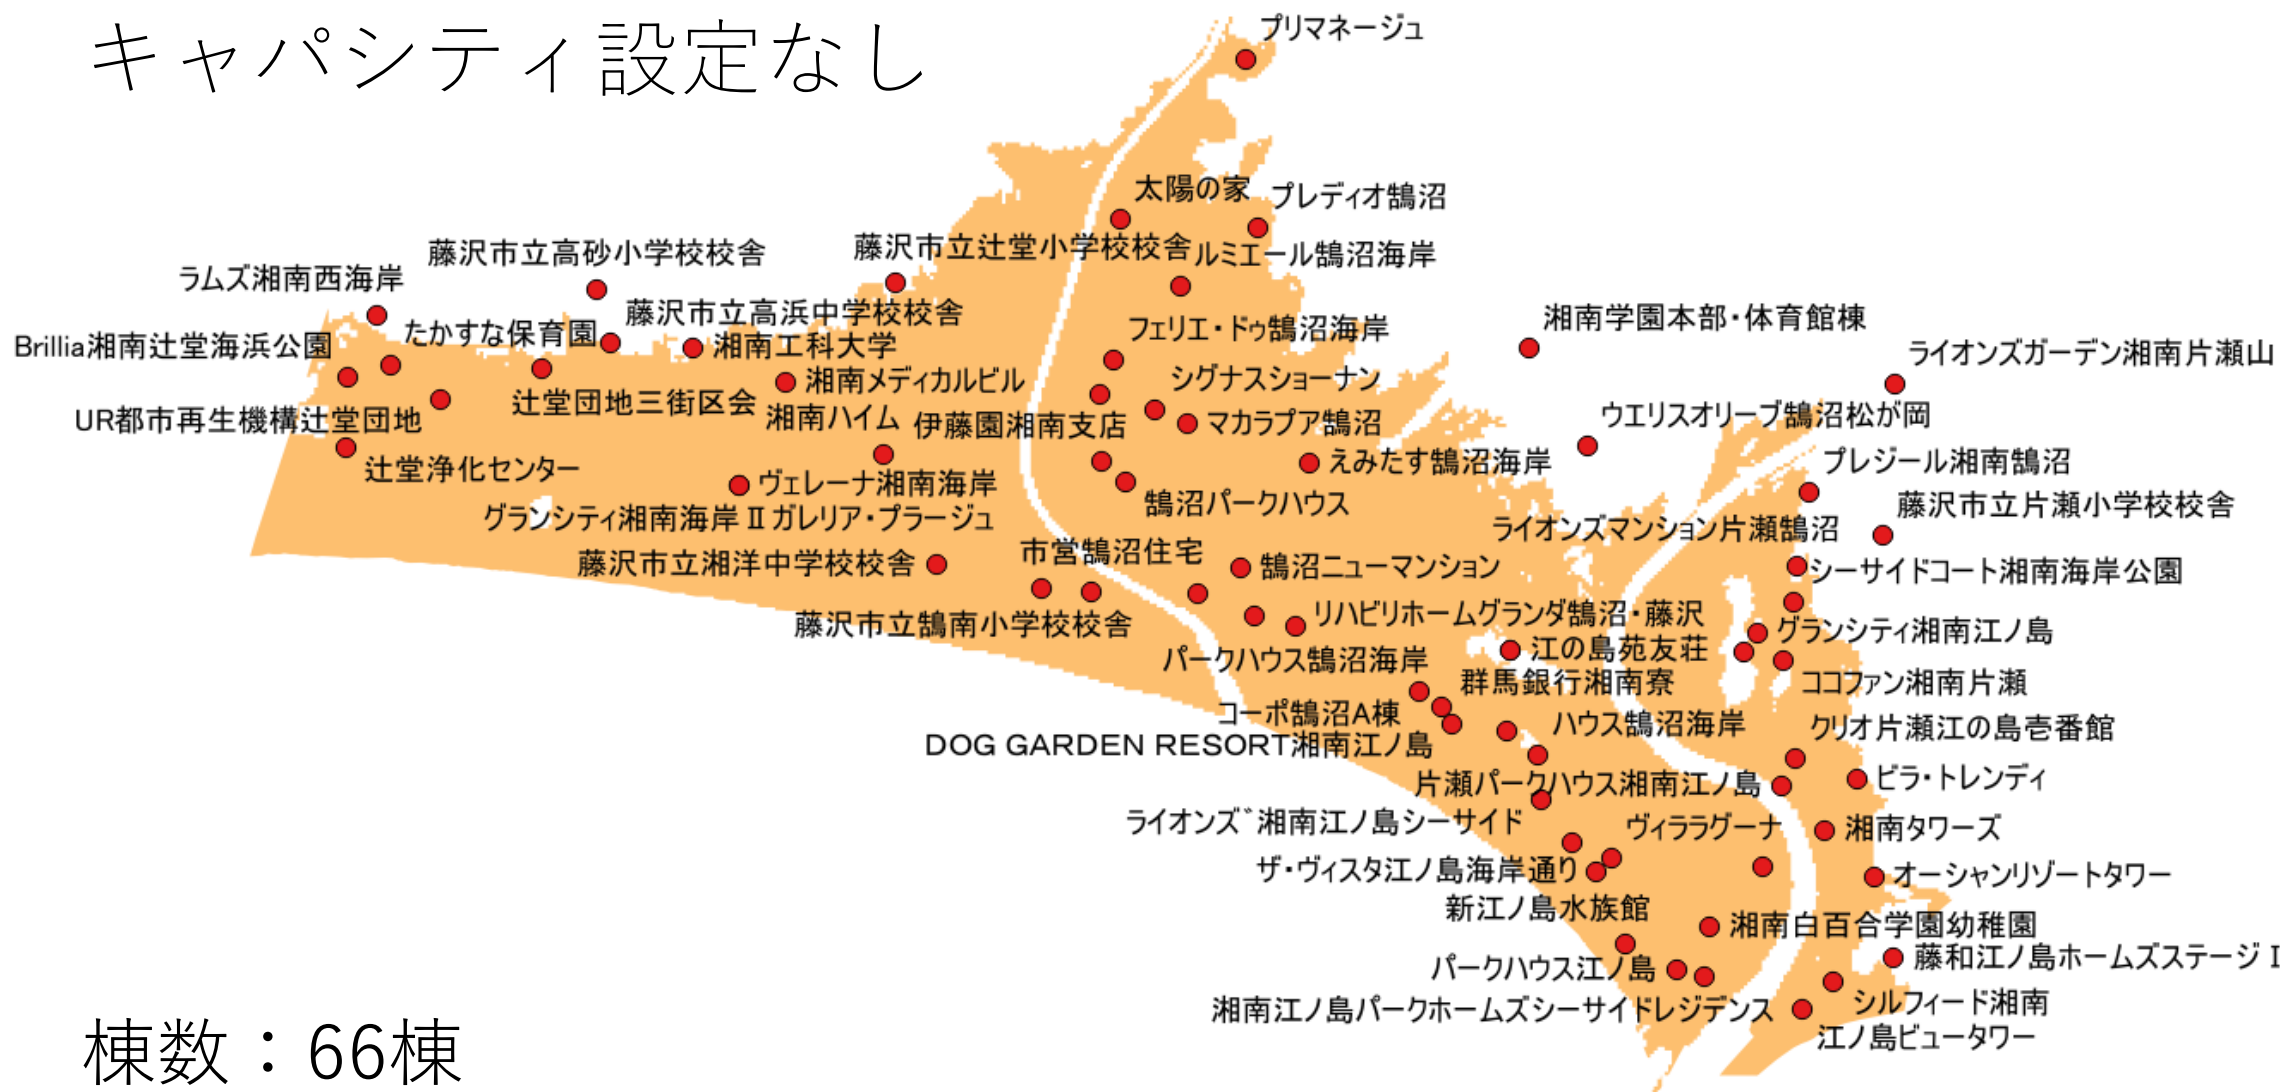 キャパシティ設定なし
プリマネージュ
太陽の家
プレディオ鵠沼
藤沢市立高砂小学校校舎
藤沢市立辻堂小学校校舎
ルミエール鵠沼海岸
ラムズ湘南西海岸
藤沢市立高浜中学校校舎
湘南学園本部・体育館棟
Brillia湘南辻堂海浜公園
たかすな保育園
湘南工科大学
フェリエ・ドゥ鵠沼海岸
ライオンズガーデン湘南片瀬山
湘南メディカルビル
シグナスショーナン
UR都市再生機構辻堂団地
辻堂団地三街区会
湘南ハイム
伊藤園湘南支店
マカラプア鵠沼
ウエリスオリーブ鵠沼松が岡
辻堂浄化センター
えみたす鵠沼海岸
プレジール湘南鵠沼
ヴェレーナ湘南海岸
鵠沼パークハウス
藤沢市立片瀬小学校校舎
グランシティ湘南海岸Ⅱガレリア・プラージュ
ライオンズマンション片瀬鵠沼
藤沢市立湘洋中学校校舎
市営鵠沼住宅
鵠沼ニューマンション
シーサイドコート湘南海岸公園
藤沢市立鵠南小学校校舎
リハビリホームグランダ鵠沼・藤沢
グランシティ湘南江ノ島
パークハウス鵠沼海岸
江の島苑友荘
群馬銀行湘南寮
ココファン湘南片瀬
コーポ鵠沼A棟
ハウス鵠沼海岸
クリオ片瀬江の島壱番館
DOG GARDEN RESORT湘南江ノ島
片瀬パークハウス湘南江ノ島
ビラ・トレンディ
ライオンズ゛湘南江ノ島シーサイド
ヴィララグーナ
湘南タワーズ
ザ・ヴィスタ江ノ島海岸通り
オーシャンリゾートタワー
新江ノ島水族館
湘南白百合学園幼稚園
パークハウス江ノ島
藤和江ノ島ホームズステージⅠ
湘南江ノ島パークホームズシーサイドレジデンス
シルフィード湘南
江ノ島ビュータワー
棟数：66棟